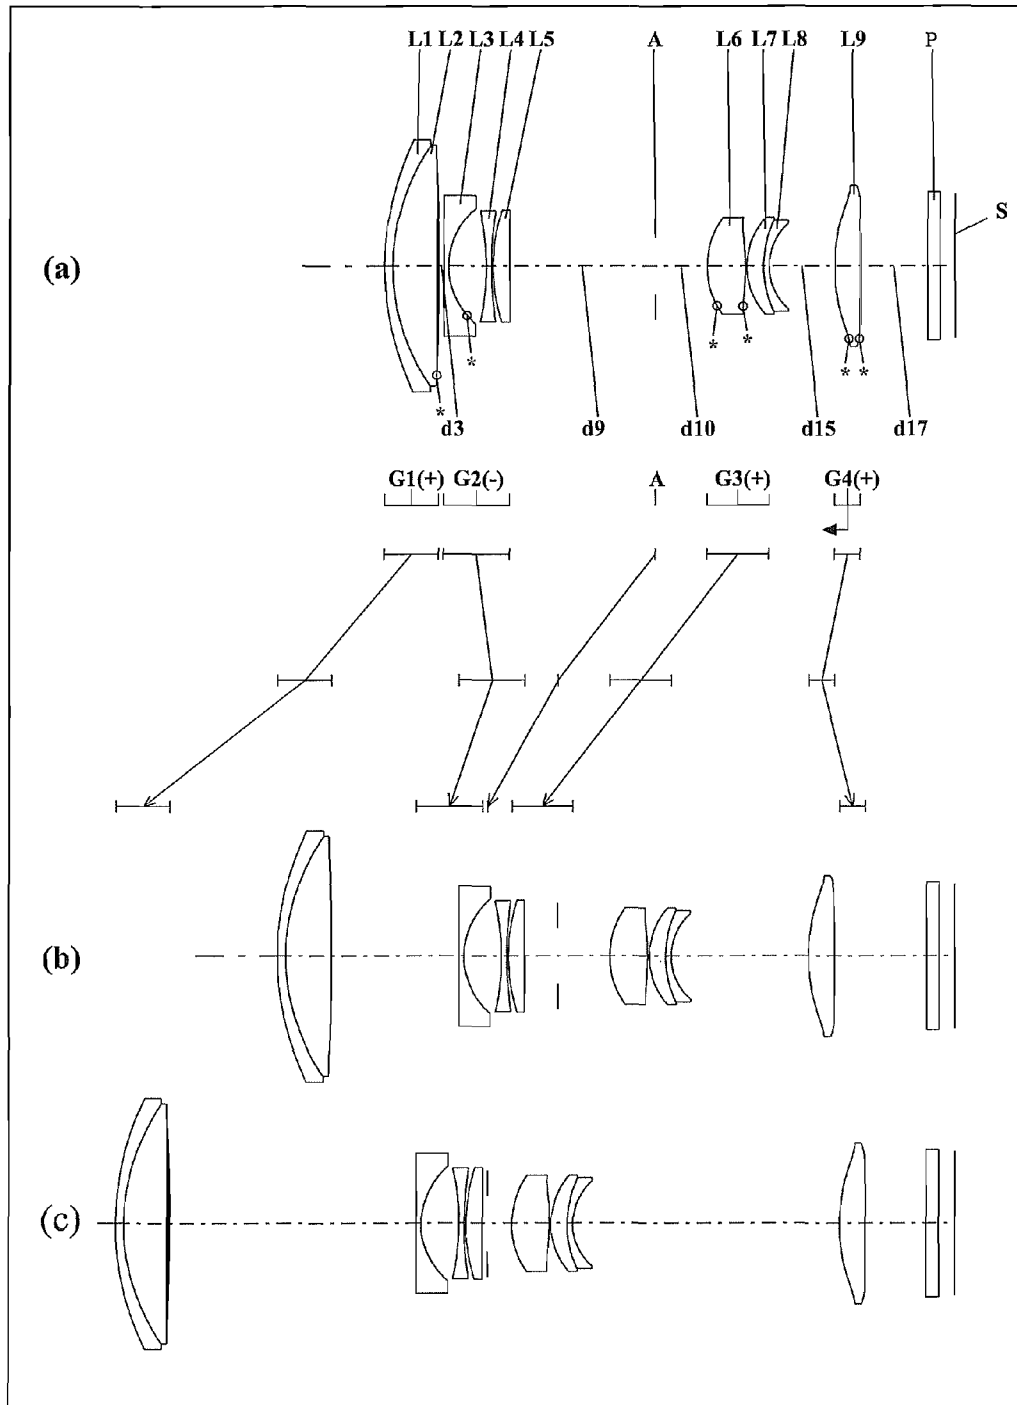 L1 L2 L3 L4 L5 A L6 L7 L8 L9 P
S
(a)
* * * * * *
d3 d9 d10 d15 d17
G1(+) G2(-) A G3(+) G4(+)
(b)
(c)